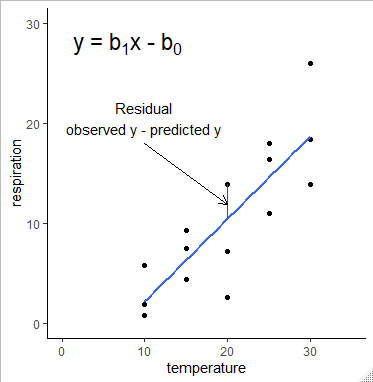 y = b₁x - b₀
Residual
observed y - predicted y
respiration
30
20
10
0
0 10 20 30
temperature